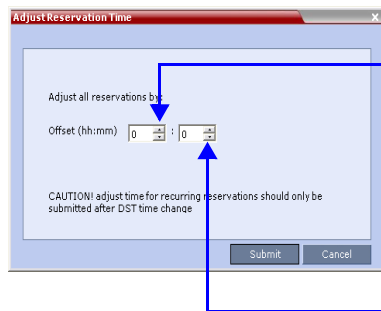 Adjust Reservation Time x
Adjust all reservations by:
Offset (hh:mm) 0 : 0
CAUTION! adjust time for recurring reservations should only be
submitted after DST time change
Submit Cancel